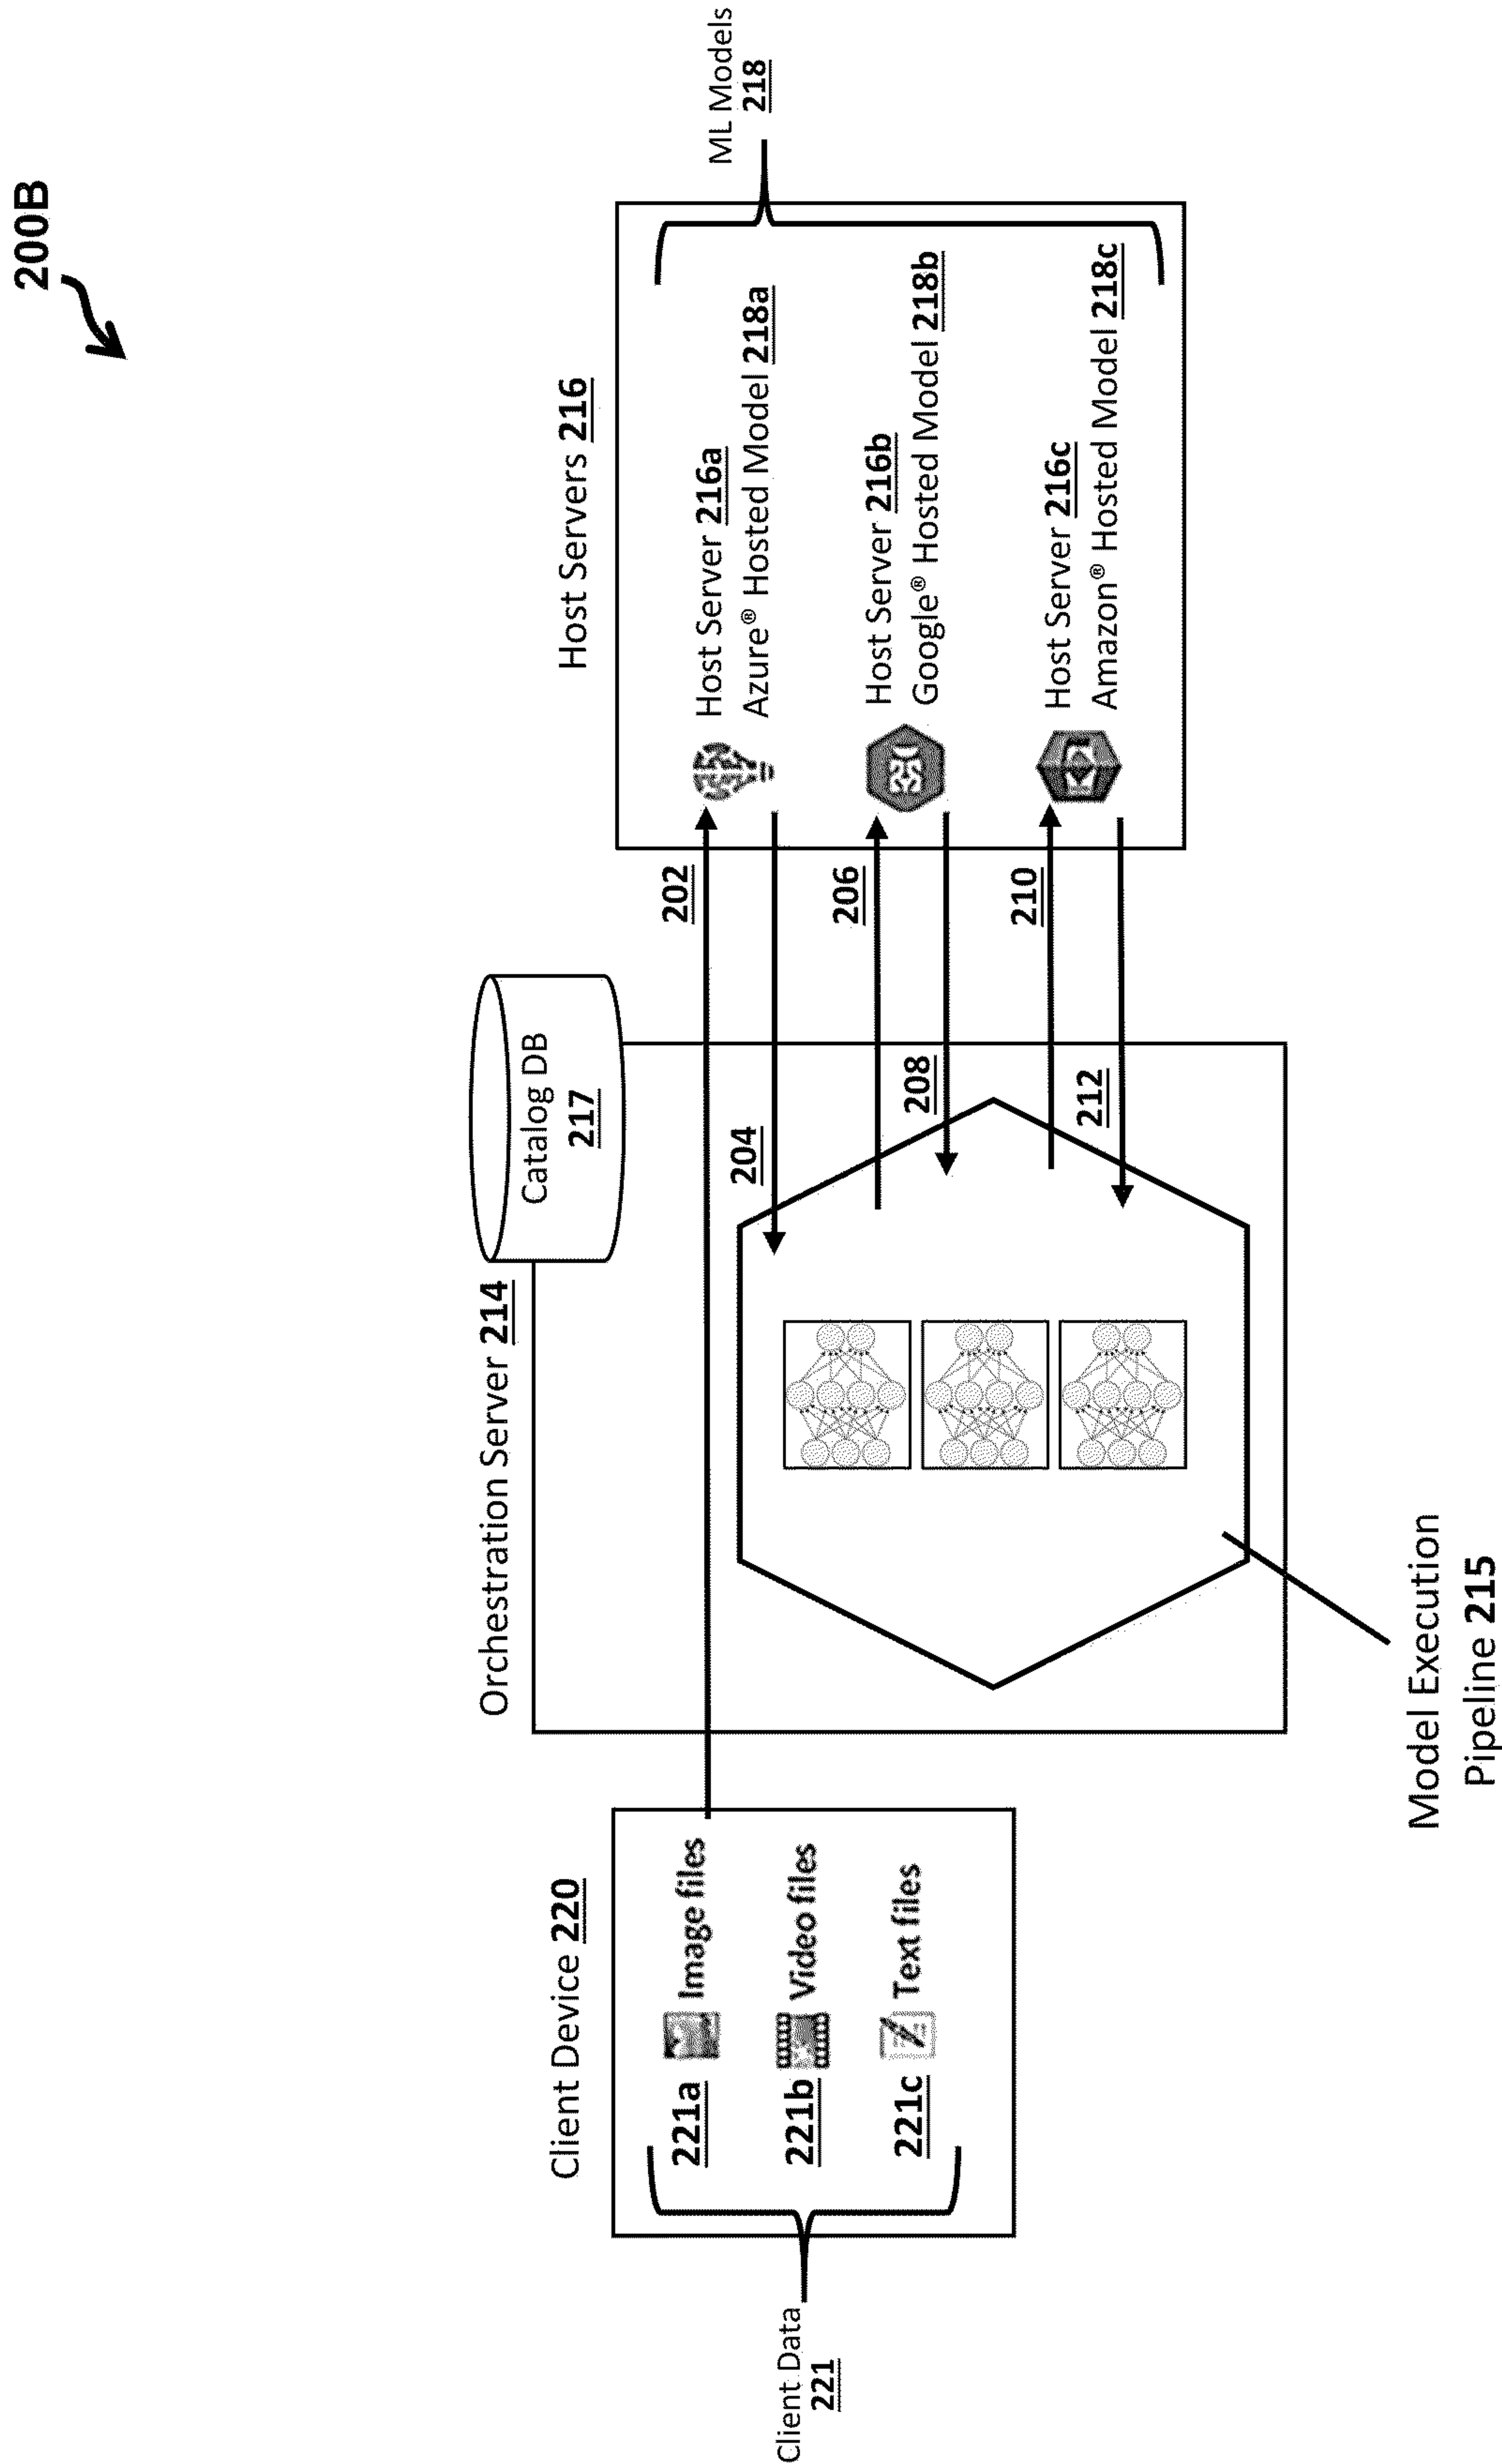 200B
Client Data
221
Client Device 220
221a Image files
221b Video files
221c Text files
Orchestration Server 214
Catalog DB
217
Model Execution
Pipeline 215
202
204
206
208
210
212
Host Servers 216
Host Server 216a
Azure® Hosted Model 218a
Host Server 216b
Google® Hosted Model 218b
Host Server 216c
Amazon® Hosted Model 218c
ML Models
218